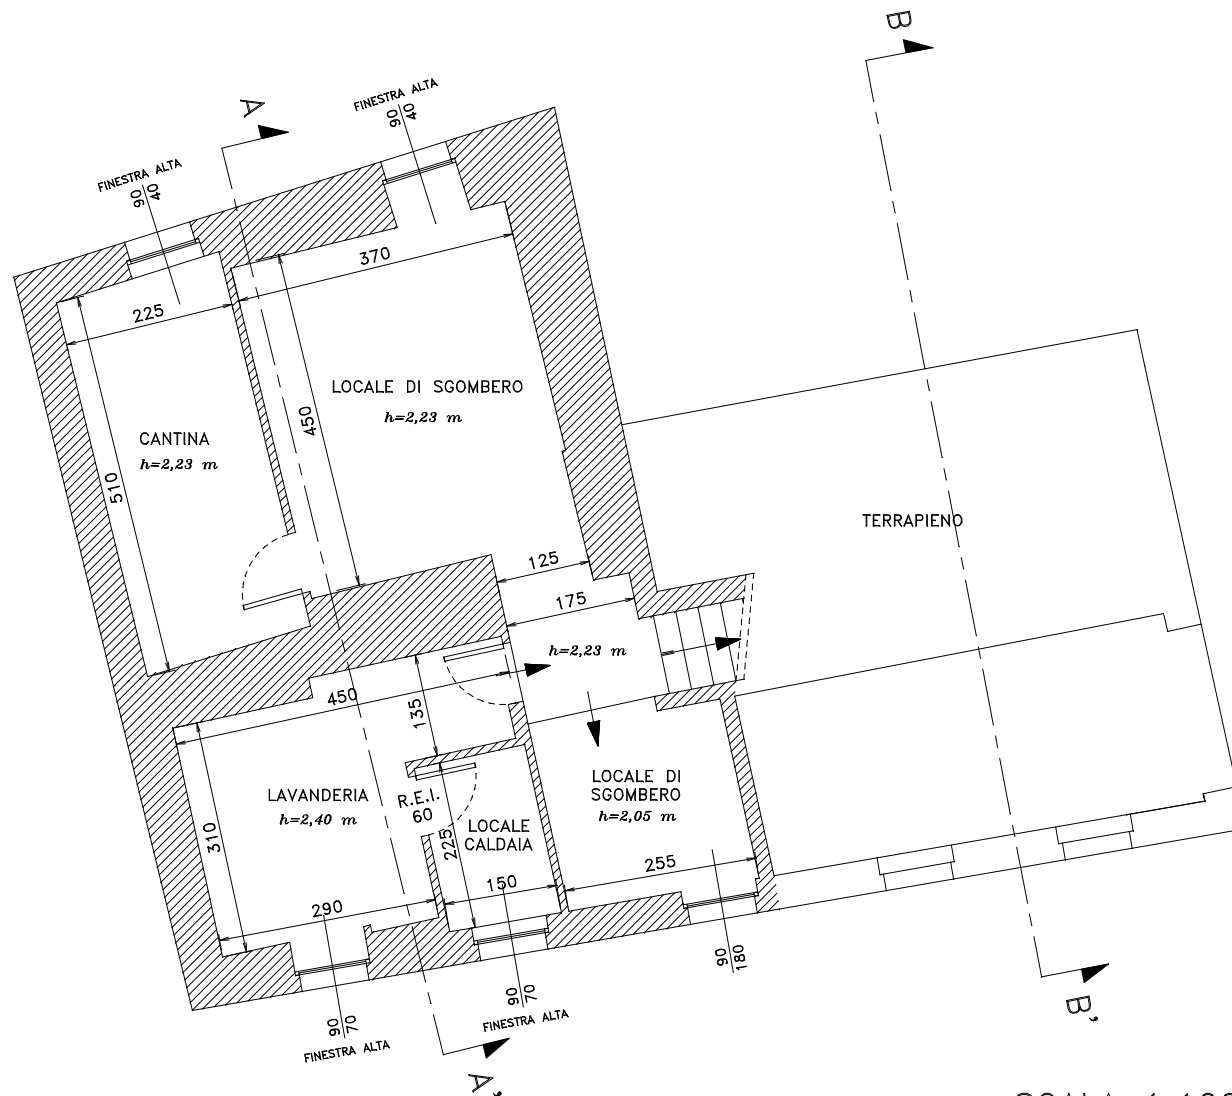 B
FINESTRA ALTA
90
40
A
FINESTRA ALTA
90
40
370
225
LOCALE DI SGOMBERO
h=2,23 m
450
CANTINA
h=2,23 m
510
TERRAPIENO
125
175
h=2,23 m
450
135
LOCALE DI
SGOMBERO
h=2,05 m
LAVANDERIA
h=2,40 m
R.E.I.
60
LOCALE
CALDAIA
310
225
255
150
290
90
180
90
70
FINESTRA ALTA
90
70
FINESTRA ALTA
B'
A'